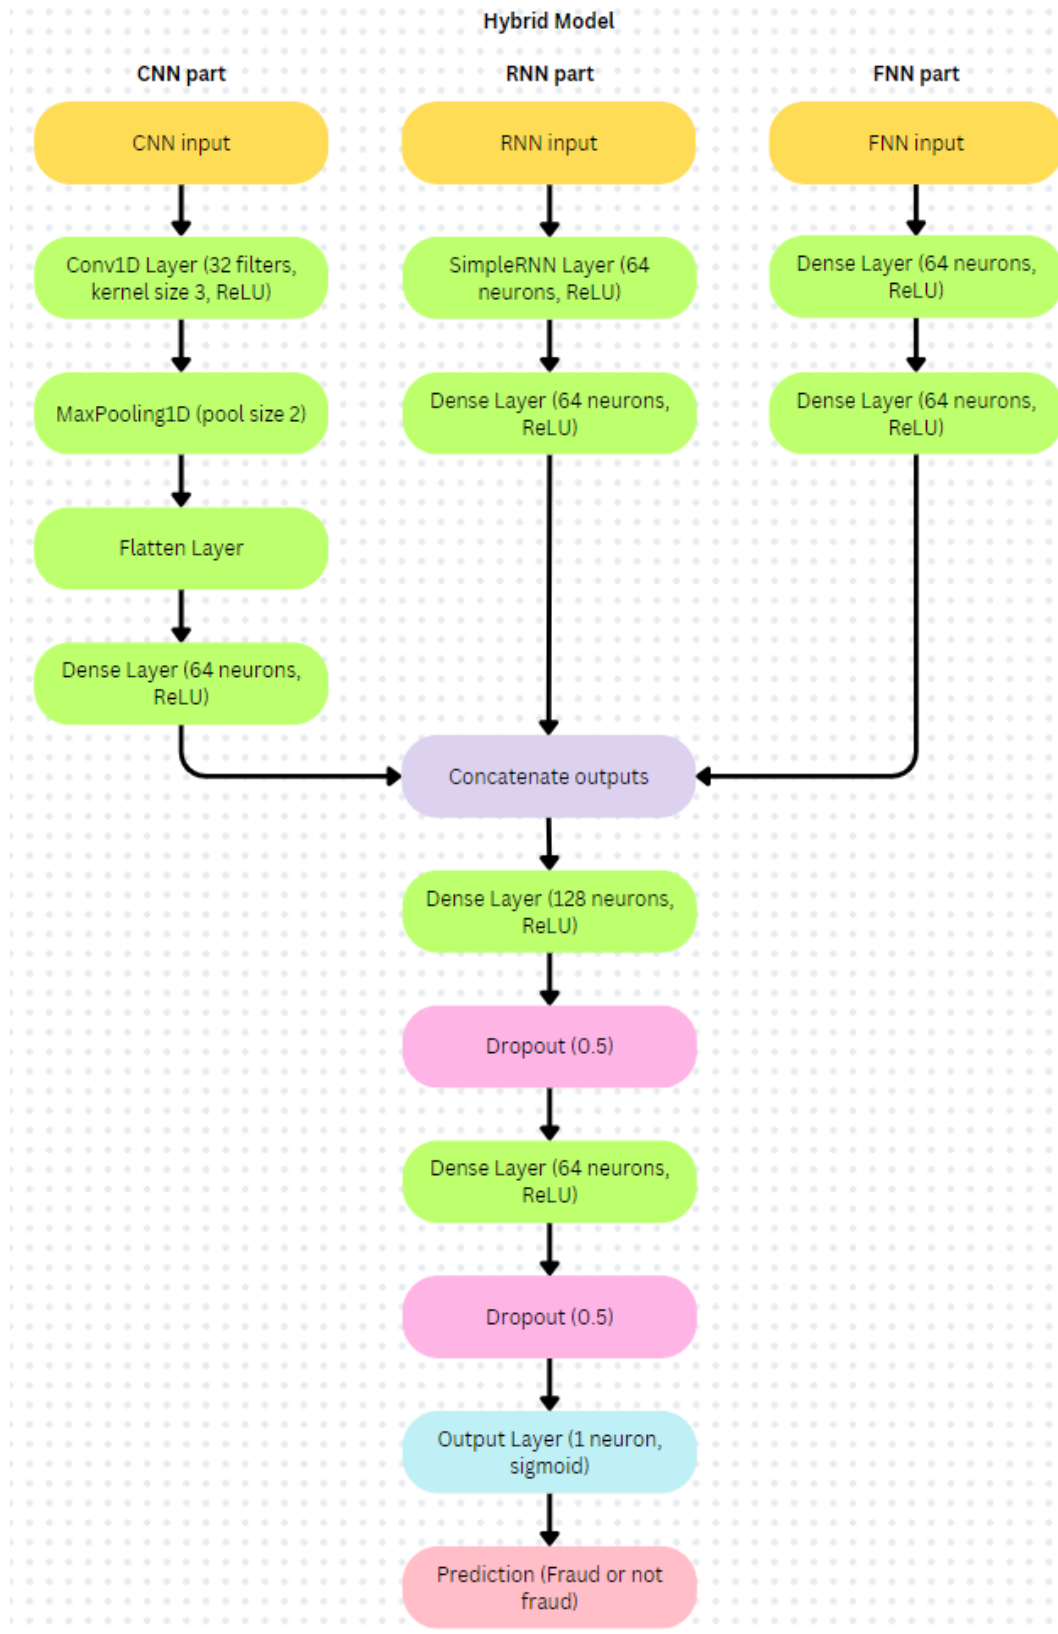 Hybrid Model
CNN part
RNN part
FNN part
CNN input
RNN input
FNN input
Conv1D Layer (32 filters,
kernel size 3, ReLU)
SimpleRNN Layer (64
neurons, ReLU)
Dense Layer (64 neurons,
ReLU)
MaxPooling1D (pool size 2)
Dense Layer (64 neurons,
ReLU)
Dense Layer (64 neurons,
ReLU)
Flatten Layer
Dense Layer (64 neurons,
ReLU)
Concatenate outputs
Dense Layer (128 neurons,
ReLU)
Dropout (0.5)
Dense Layer (64 neurons,
ReLU)
Dropout (0.5)
Output Layer (1 neuron,
sigmoid)
Prediction (Fraud or not
fraud)